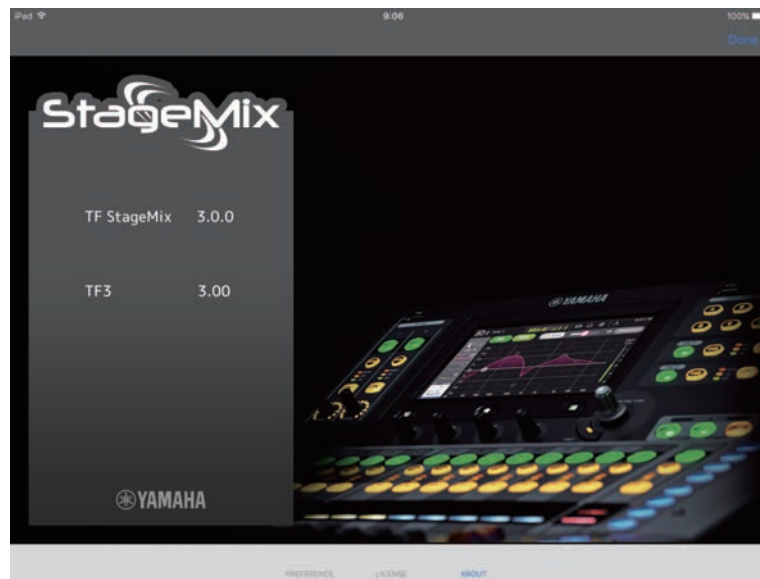 iPad 9:06 100%
Done
StageMix
TF StageMix 3.0.0
TF3 3.00
YAMAHA
YAMAHA
PREFERENCE LICENSE ABOUT